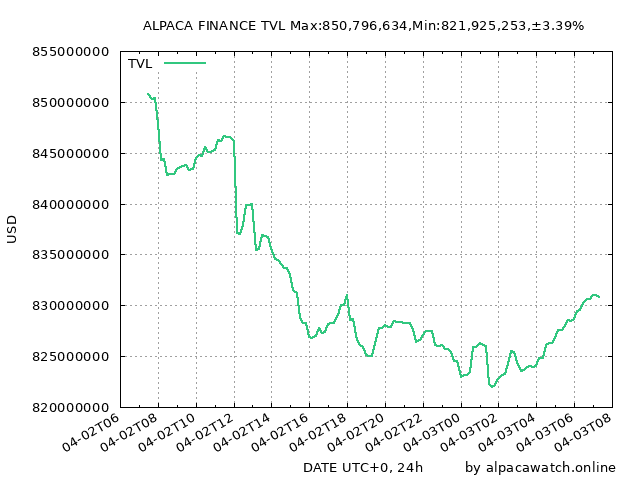 ALPACA FINANCE TVL Max:850,796,634,Min:821,925,253,±3.39%
855000000
TVL
850000000
845000000
840000000
835000000
830000000
825000000
820000000
USD
04-02T06
04-02T08
04-02T10
04-02T12
04-02T14
04-02T16
04-02T18
04-02T20
04-02T22
04-03T00
04-03T02
04-03T04
04-03T06
04-03T08
DATE UTC+0, 24h
by alpacawatch.online